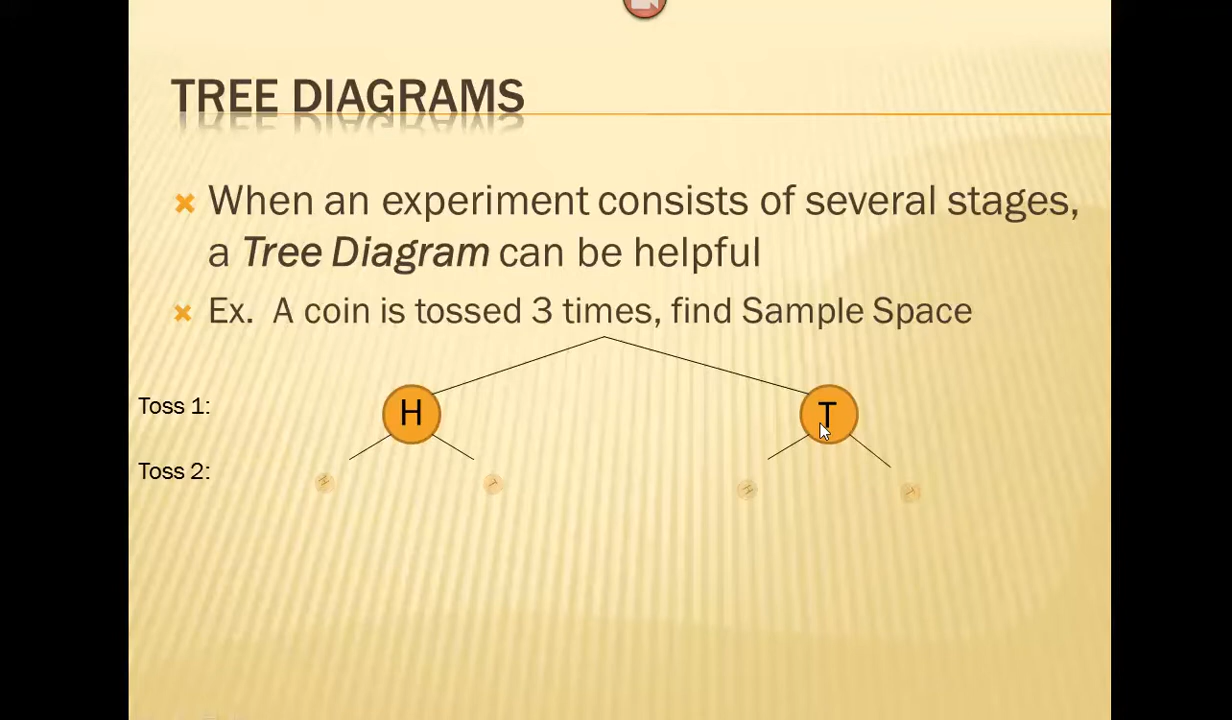 TREE DIAGRAMS
When an experiment consists of several stages,
a Tree Diagram can be helpful
Ex. A coin is tossed 3 times, find Sample Space
Toss 1:
H
T
Toss 2:
H
T
H
T